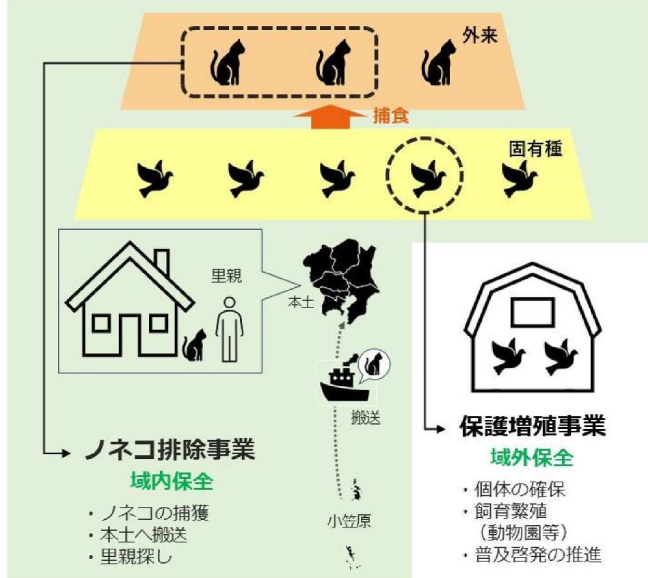 外来
捕食
固有種
里親
本土
搬送
小笠原
ノネコ排除事業
域内保全
・ノネコの捕獲
・本土へ搬送
・里親探し
保護増殖事業
域外保全
・個体の確保
・飼育繁殖
（動物園等）
・普及啓発の推進